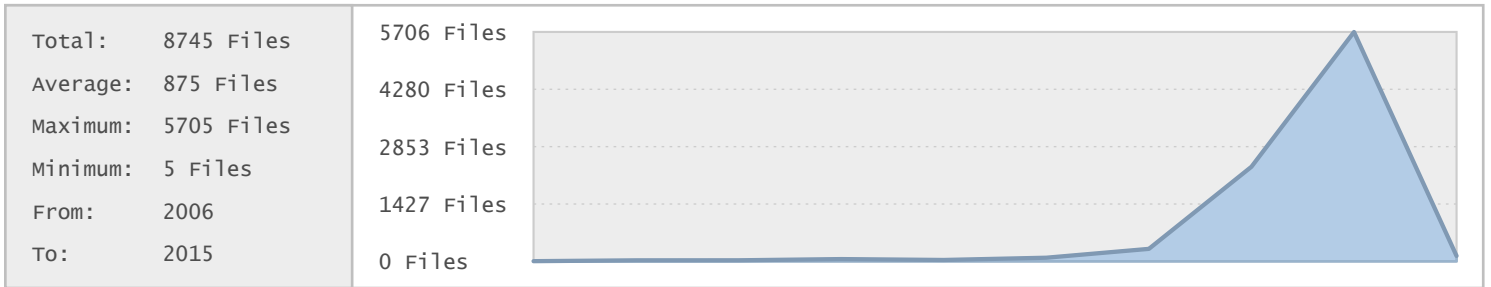 Total: 8745 Files
Average: 875 Files
Maximum: 5705 Files
Minimum: 5 Files
From: 2006
To: 2015
5706 Files
4280 Files
2853 Files
1427 Files
0 Files